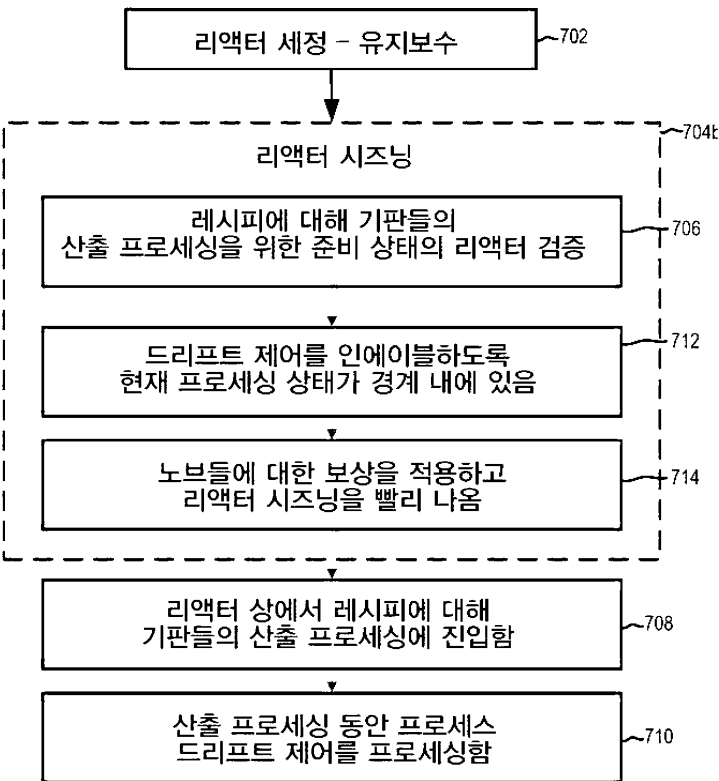 리액터 세정 – 유지보수
702
704b
리액터 시즈닝
레시피에 대해 기판들의
산출 프로세싱을 위한 준비 상태의 리액터 검증
706
드리프트 제어를 인에이블하도록
현재 프로세싱 상태가 경계 내에 있음
712
노브들에 대한 보상을 적용하고
리액터 시즈닝을 빨리 나옴
714
리액터 상에서 레시피에 대해
기판들의 산출 프로세싱에 진입함
708
산출 프로세싱 동안 프로세스
드리프트 제어를 프로세싱함
710